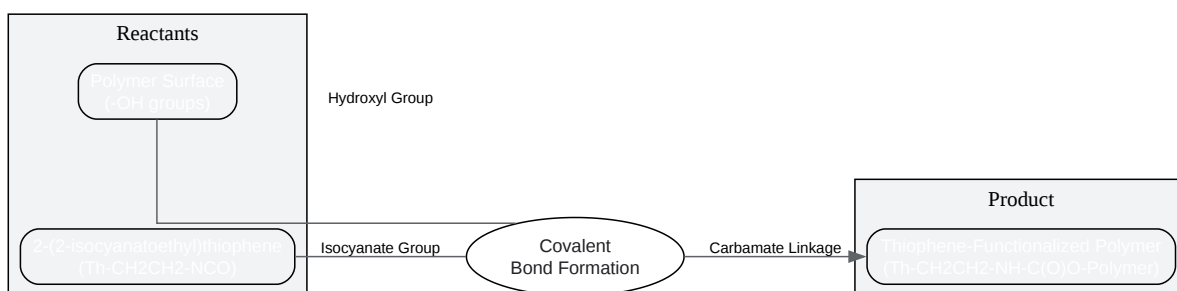 Reactants
Polymer Surface
(-OH groups)
Hydroxyl Group
2-(2-isocyanatoethyl)thiophene
(Th-CH2CH2-NCO)
Isocyanate Group
Covalent
Bond Formation
Carbamate Linkage
Product
Thiophene-Functionalized Polymer
(Th-CH2CH2-NH-C(O)O-Polymer)